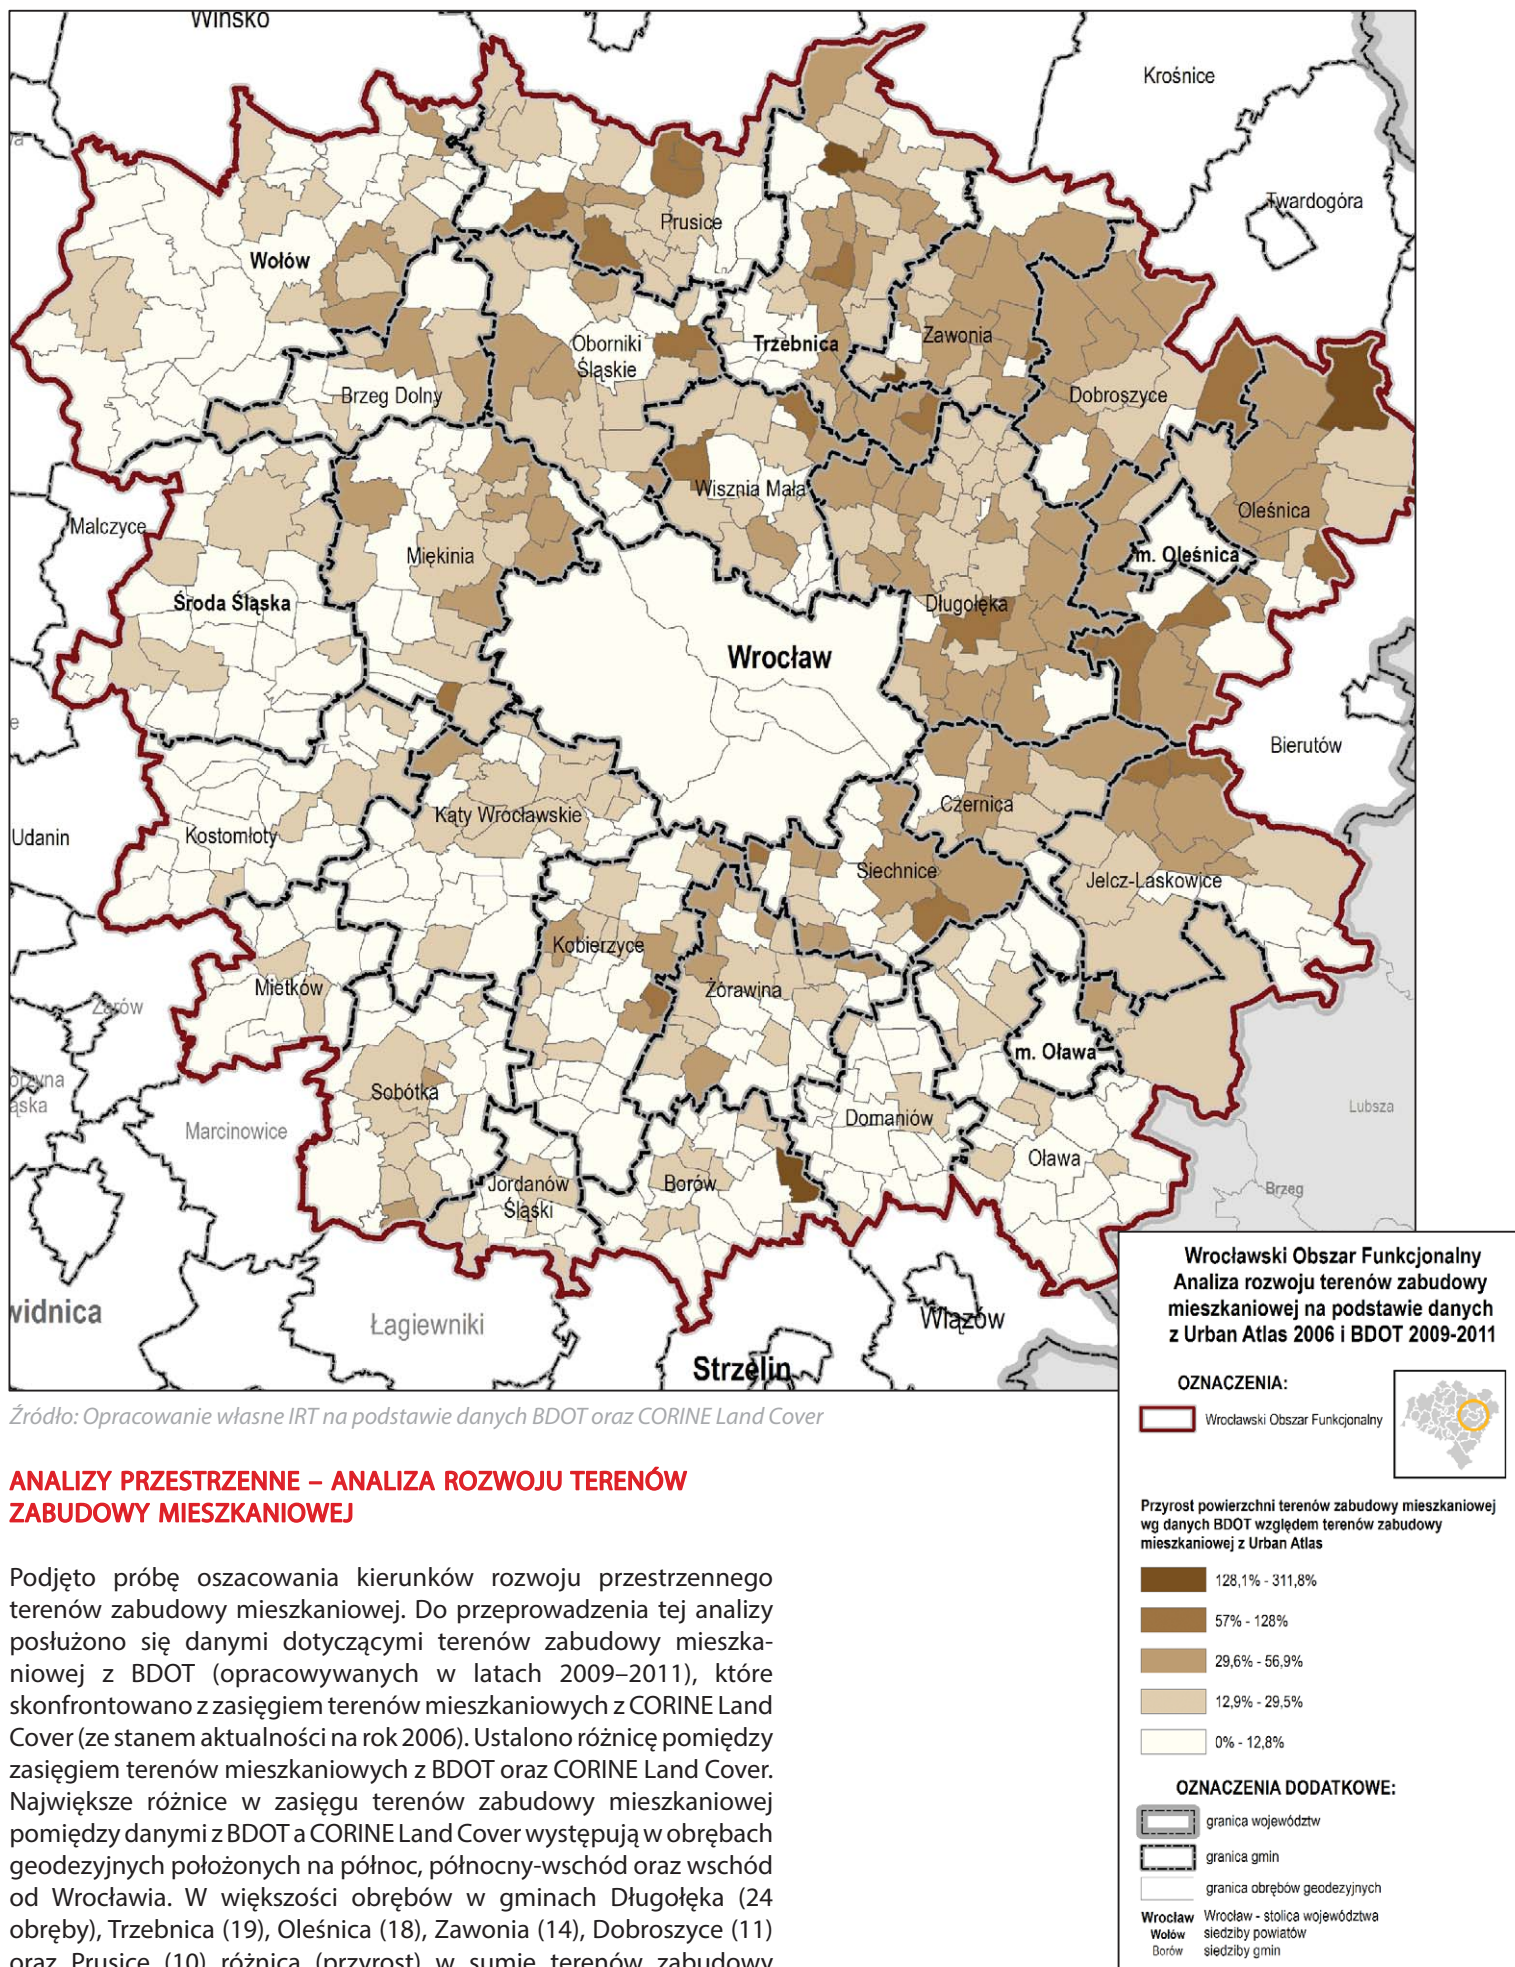 Winsko
Krośnice
Twardogóra
Prusice
Wołów
Zawonia
Oborniki
Śląskie
Trzebnica
Brzeg Dolny
Dobroszyce
Wisznia Mała
Oleśnica
Malczyce
Miękinia
m. Oleśnica
Środa Śląska
Długołęka
Wrocław
Bierutów
Czernica
Kąty Wrocławskie
Udanin
Kostomłoty
Siechnice
Jelcz-Laskowice
Kobierzyce
Mietków
Żórawina
Żarów
m. Oława
Sobótka
Domaniów
Lubsza
Marcinowice
Oława
Jordanów
Śląski
Borów
Brzeg
widnica
Łagiewniki
Wiązów
Strzelin
Wrocławski Obszar Funkcjonalny
Analiza rozwoju terenów zabudowy
mieszkaniowej na podstawie danych
z Urban Atlas 2006 i BDOT 2009-2011
OZNACZENIA:
Wrocławski Obszar Funkcjonalny
Przyrost powierzchni terenów zabudowy mieszkaniowej
wg danych BDOT względem terenów zabudowy
mieszkaniowej z Urban Atlas
128,1% - 311,8%
57% - 128%
29,6% - 56,9%
12,9% - 29,5%
0% - 12,8%
OZNACZENIA DODATKOWE:
granica województw
granica gmin
granica obrębów geodezyjnych
Wrocław Wrocław - stolica województwa
Wołów siedziby powiatów
Borów siedziby gmin
Źródło: Opracowanie własne IRT na podstawie danych BDOT oraz CORINE Land Cover
ANALIZY PRZESTRZENNE – ANALIZA ROZWOJU TERENÓW
ZABUDOWY MIESZKANIOWEJ
Podjęto próbę oszacowania kierunków rozwoju przestrzennego
terenów zabudowy mieszkaniowej. Do przeprowadzenia tej analizy
posłużono się danymi dotyczącymi terenów zabudowy mieszka-
niowej z BDOT (opracowywanych w latach 2009–2011), które
skonfrontowano z zasięgiem terenów mieszkaniowych z CORINE Land
Cover (ze stanem aktualności na rok 2006). Ustalono różnicę pomiędzy
zasięgiem terenów mieszkaniowych z BDOT oraz CORINE Land Cover.
Największe różnice w zasięgu terenów zabudowy mieszkaniowej
pomiędzy danymi z BDOT a CORINE Land Cover występują w obrębach
geodezyjnych położonych na północ, północny-wschód oraz wschód
od Wrocławia. W większości obrębów w gminach Długołęka (24
obręby), Trzebnica (19), Oleśnica (18), Zawonia (14), Dobroszyce (11)
oraz Prusice (10) różnica (przyrost) w sumie terenów zabudowy